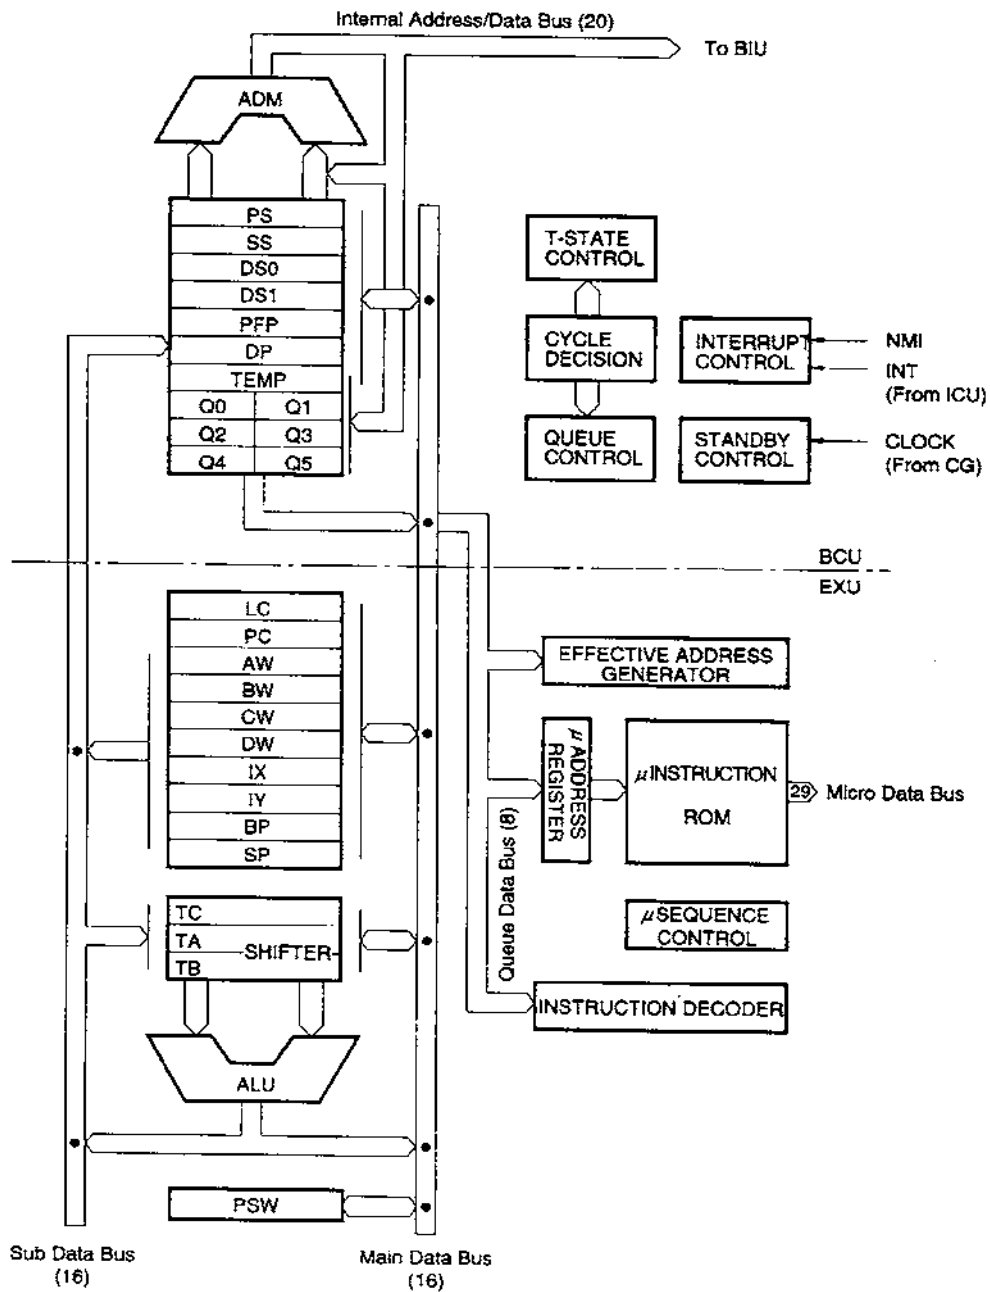 Internal Address/Data Bus (20)
To BIU
ADM
PS
SS
DS0
DS1
PFP
DP
TEMP
Q0 Q1
Q2 Q3
Q4 Q5
T-STATE
CONTROL
CYCLE
DECISION
QUEUE
CONTROL
INTERRUPT
CONTROL
NMI
INT
(From ICU)
STANDBY
CONTROL
CLOCK
(From CG)
BCU
EXU
LC
PC
AW
BW
CW
DW
IX
IY
BP
SP
EFFECTIVE ADDRESS
GENERATOR
μ ADDRESS
REGISTER
μ INSTRUCTION
ROM
29
Micro Data Bus
Queue Data Bus (8)
μ SEQUENCE
CONTROL
INSTRUCTION DECODER
TC
TA
TB
SHIFTER
ALU
PSW
Sub Data Bus
(16)
Main Data Bus
(16)